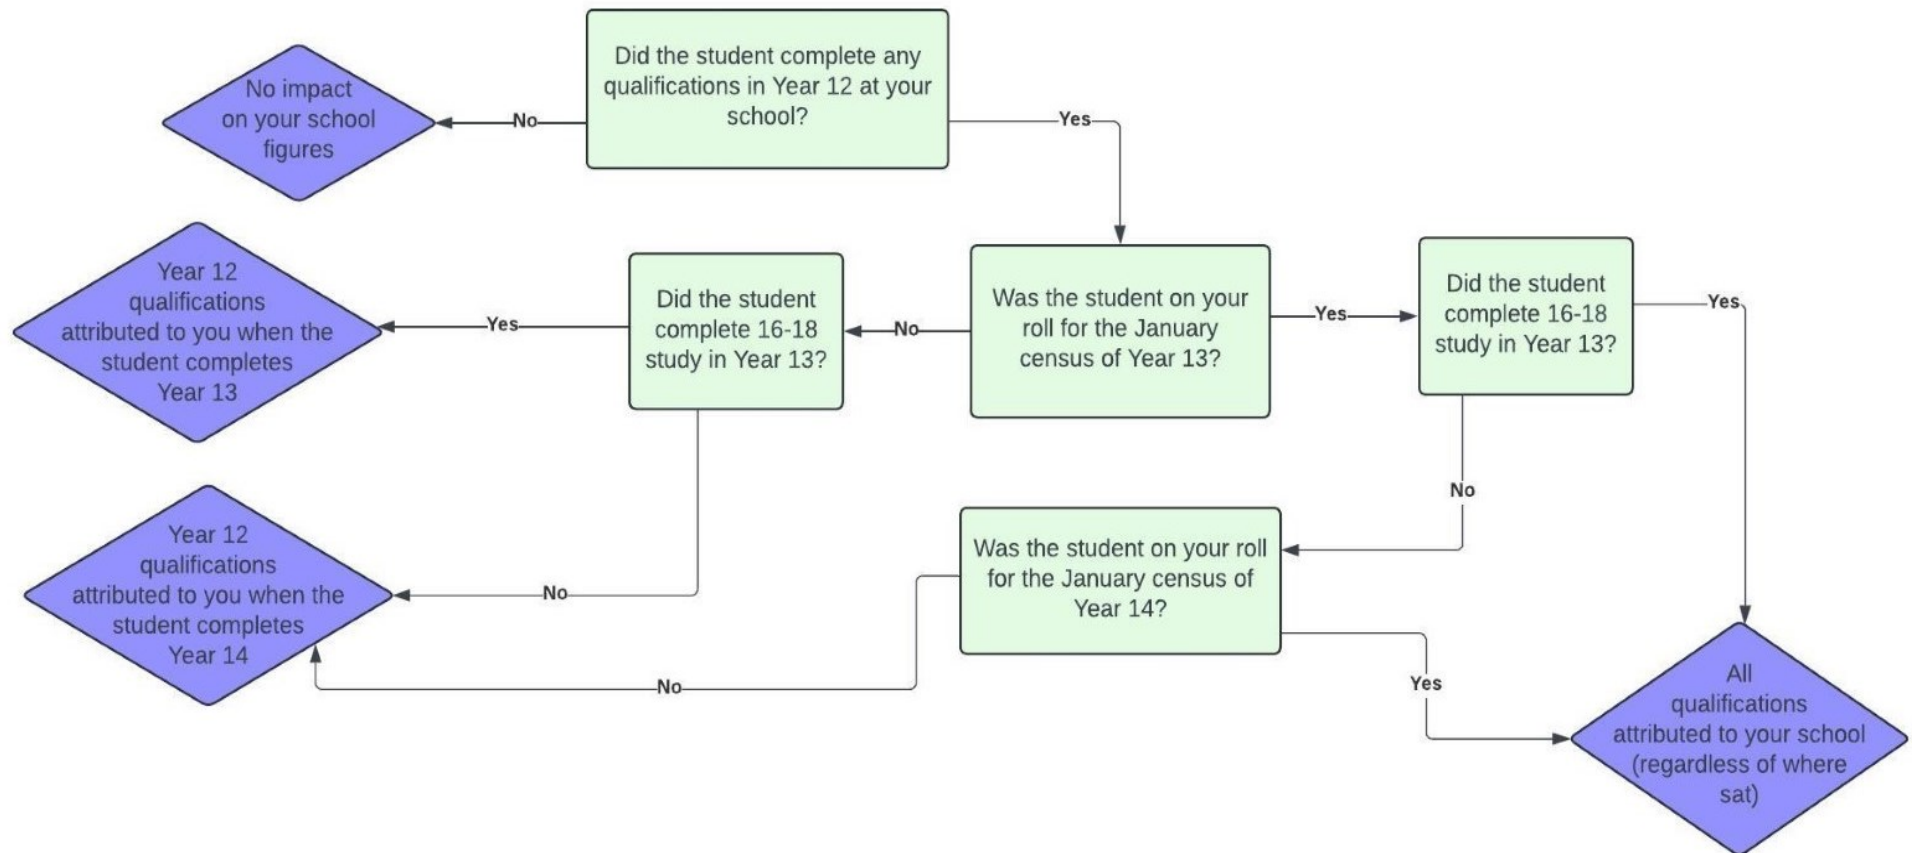 Did the student complete any
qualifications in Year 12 at your
school?
No
Yes
No impact
on your school
figures
Was the student on your
roll for the January
census of Year 13?
No
Yes
Did the student
complete 16-18
study in Year 13?
Yes
No
Year 12
qualifications
attributed to you when the
student completes
Year 13
Did the student
complete 16-18
study in Year 13?
Yes
No
Year 12
qualifications
attributed to you when the
student completes
Year 14
Was the student on your roll
for the January census of
Year 14?
No
Yes
All
qualifications
attributed to your school
(regardless of where
sat)